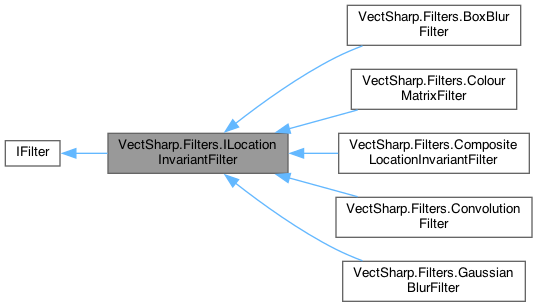 VectSharp.Filters.BoxBlur
Filter
VectSharp.Filters.Colour
MatrixFilter
IFilter
VectSharp.Filters.ILocation
InvariantFilter
VectSharp.Filters.Composite
LocationInvariantFilter
VectSharp.Filters.Convolution
Filter
VectSharp.Filters.Gaussian
BlurFilter